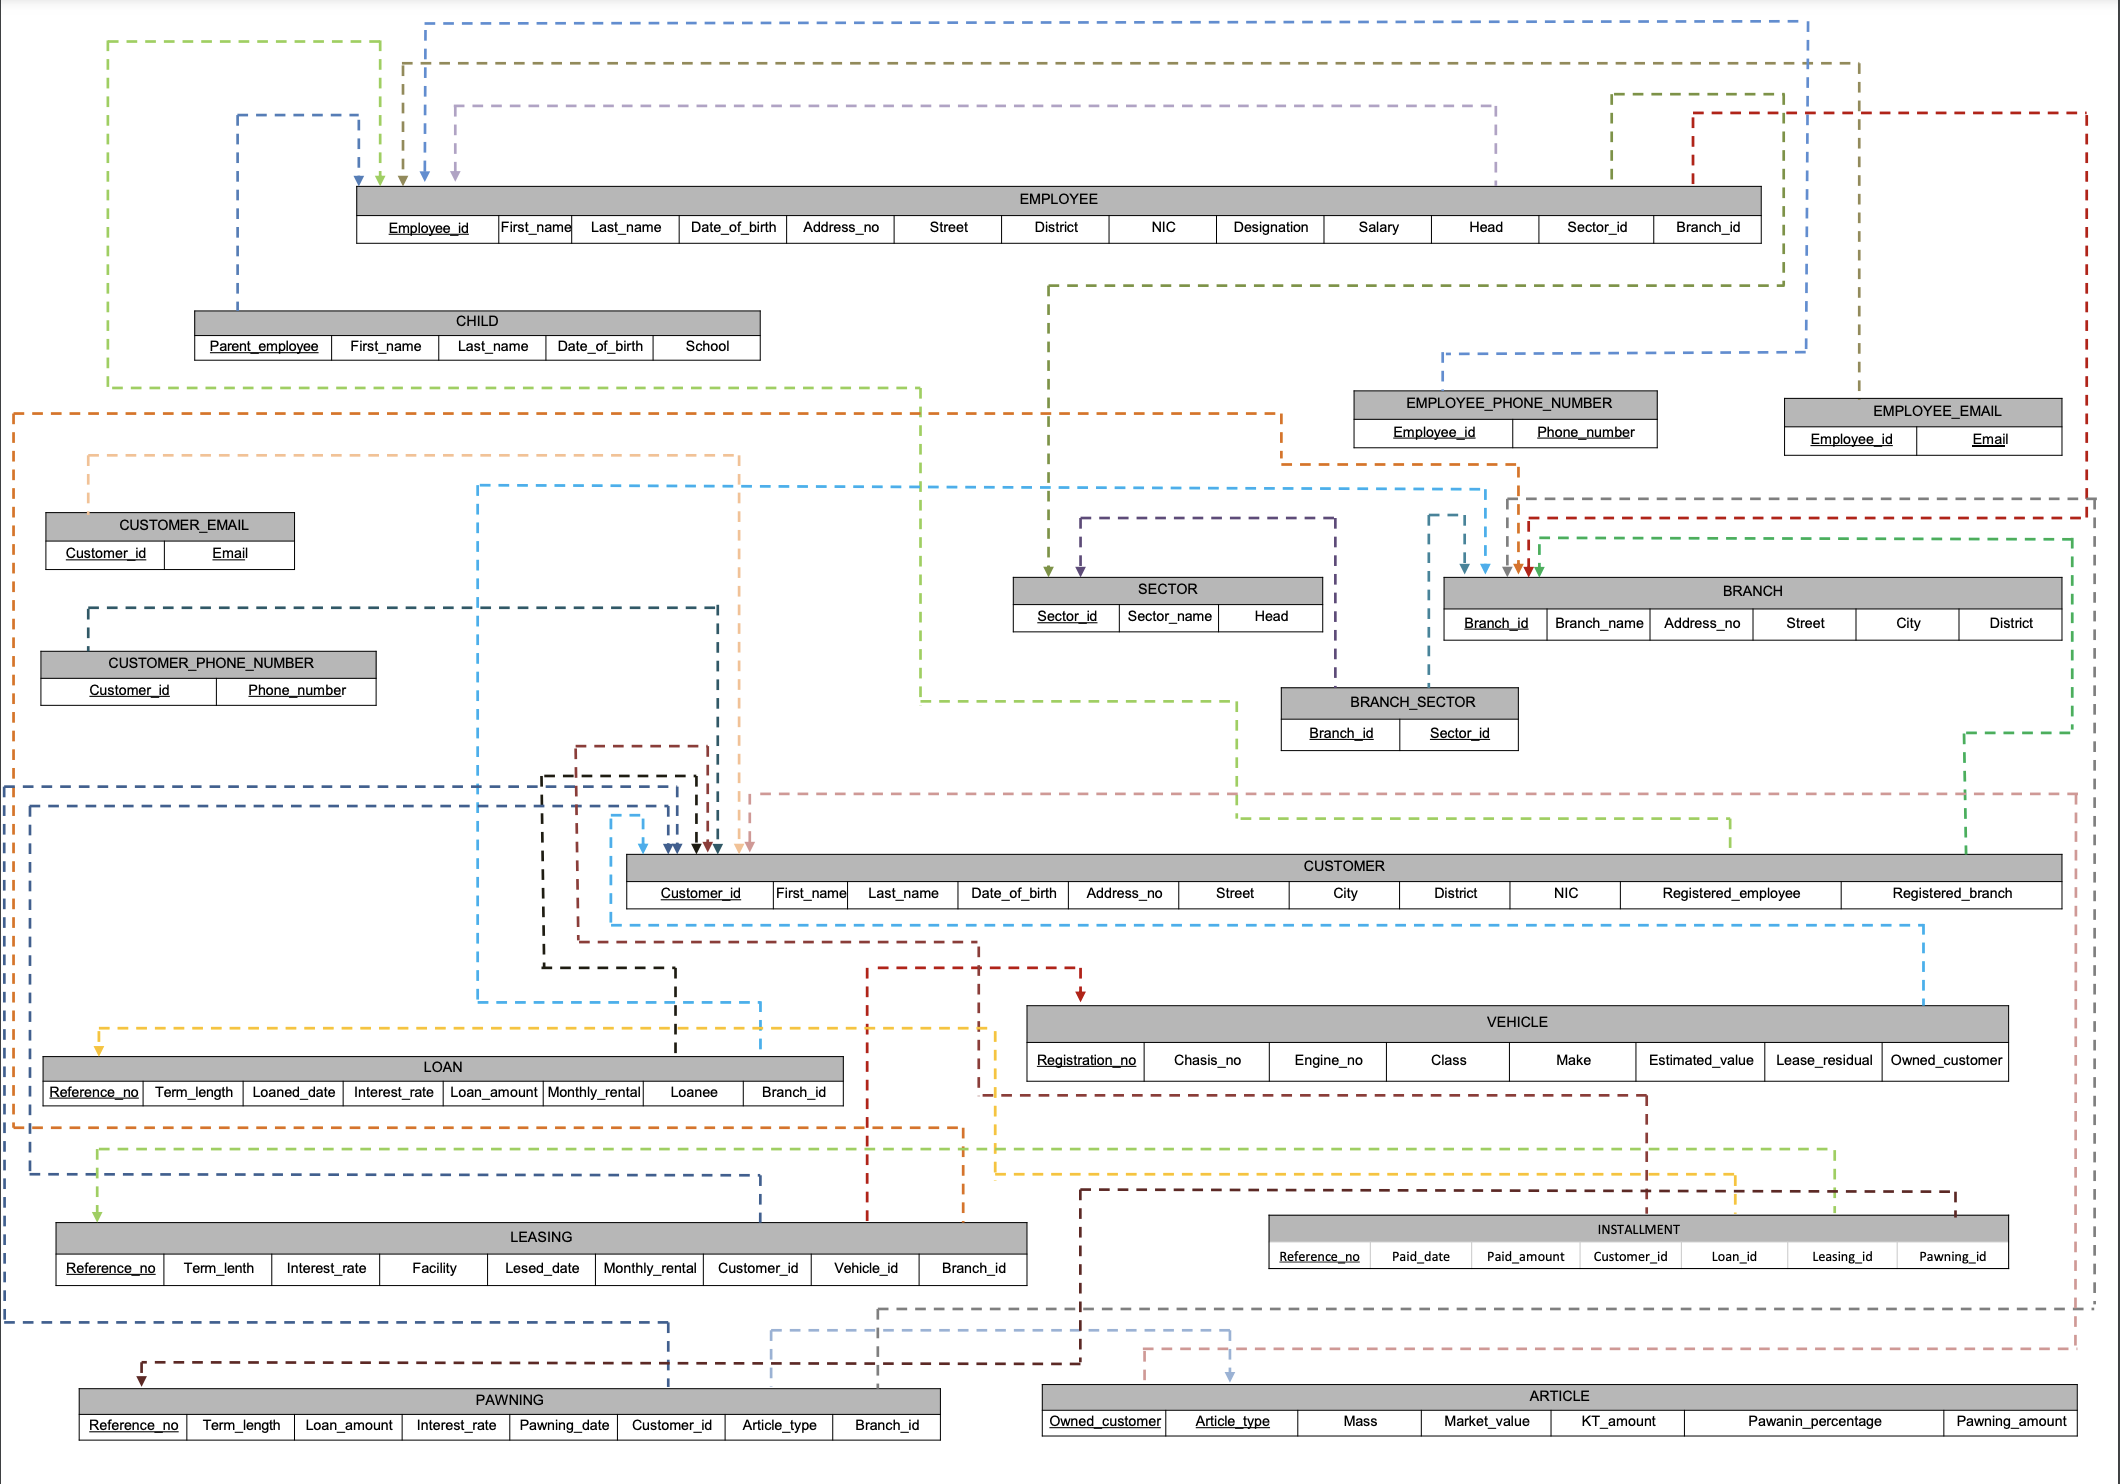 EMPLOYEE
Employee_id First_name Last_name Date_of_birth Address_no Street District NIC Designation Salary Head Sector_id Branch_id
CHILD
Parent_employee First_name Last_name Date_of_birth School
EMPLOYEE_PHONE_NUMBER
Employee_id Phone_number
EMPLOYEE_EMAIL
Employee_id Email
CUSTOMER_EMAIL
Customer_id Email
SECTOR
Sector_id Sector_name Head
BRANCH
Branch_id Branch_name Address_no Street City District
CUSTOMER_PHONE_NUMBER
Customer_id Phone_number
BRANCH_SECTOR
Branch_id Sector_id
CUSTOMER
Customer_id First_name Last_name Date_of_birth Address_no Street City District NIC Registered_employee Registered_branch
VEHICLE
Registration_no Chasis_no Engine_no Class Make Estimated_value Lease_residual Owned_customer
LOAN
Reference_no Term_length Loaned_date Interest_rate Loan_amount Monthly_rental Loanee Branch_id
LEASING
Reference_no Term_lenth Interest_rate Facility Lesed_date Monthly_rental Customer_id Vehicle_id Branch_id
INSTALLMENT
Reference_no Paid_date Paid_amount Customer_id Loan_id Leasing_id Pawning_id
PAWNING
Reference_no Term_length Loan_amount Interest_rate Pawning_date Customer_id Article_type Branch_id
ARTICLE
Owned_customer Article_type Mass Market_value KT_amount Pawanin_percentage Pawning_amount